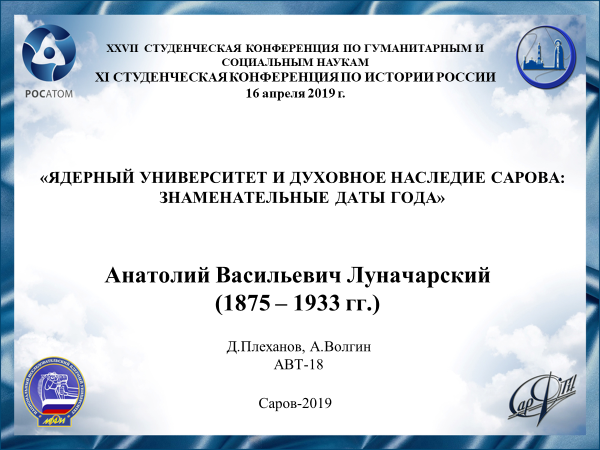 XXVII СТУДЕНЧЕСКАЯ КОНФЕРЕНЦИЯ ПО ГУМАНИТАРНЫМ И
СОЦИАЛЬНЫМ НАУКАМ
XI СТУДЕНЧЕСКАЯ КОНФЕРЕНЦИЯ ПО ИСТОРИИ РОССИИ
16 апреля 2019 г.
РОСАТОМ
«ЯДЕРНЫЙ УНИВЕРСИТЕТ И ДУХОВНОЕ НАСЛЕДИЕ САРОВА:
ЗНАМЕНАТЕЛЬНЫЕ ДАТЫ ГОДА»
Анатолий Васильевич Луначарский
(1875 – 1933 гг.)
Д.Плеханов, А.Волгин
АВТ-18
Саров-2019
МИФИ
СарФТИ